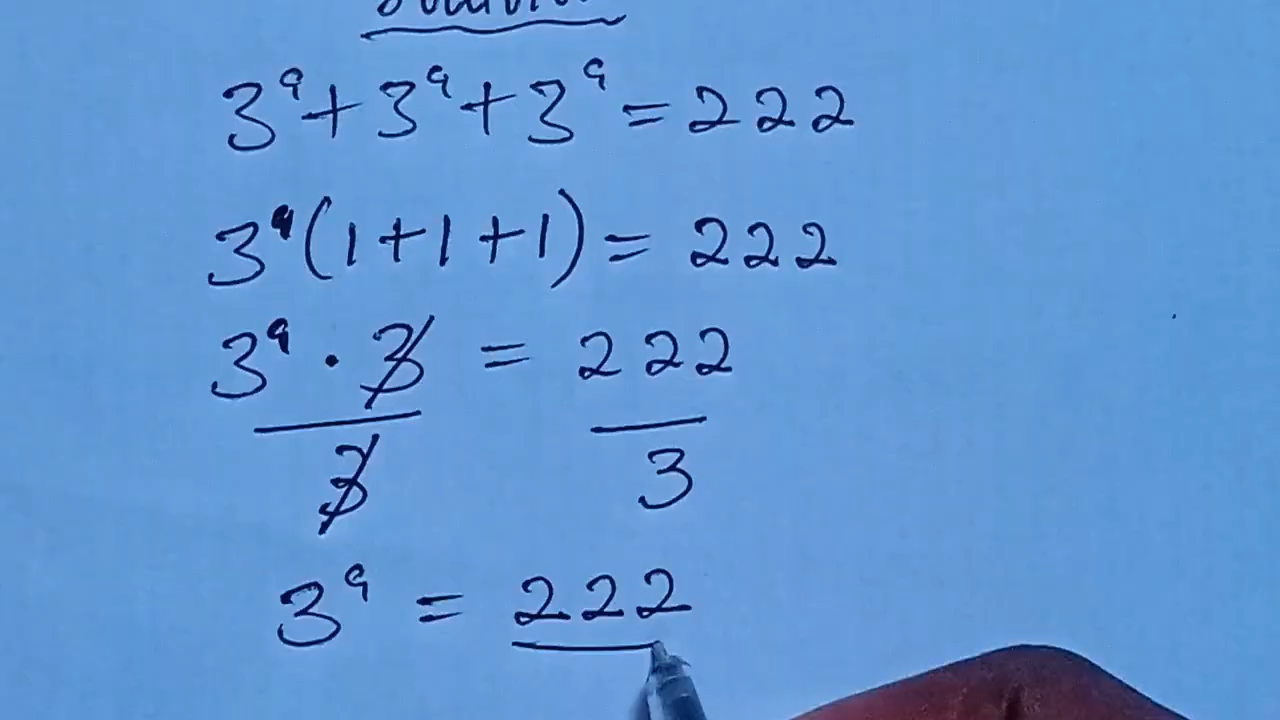 3^a + 3^a + 3^a = 222
3^a (1 + 1 + 1) = 222
3^a · 3 = 222
3 3
3^a = 222